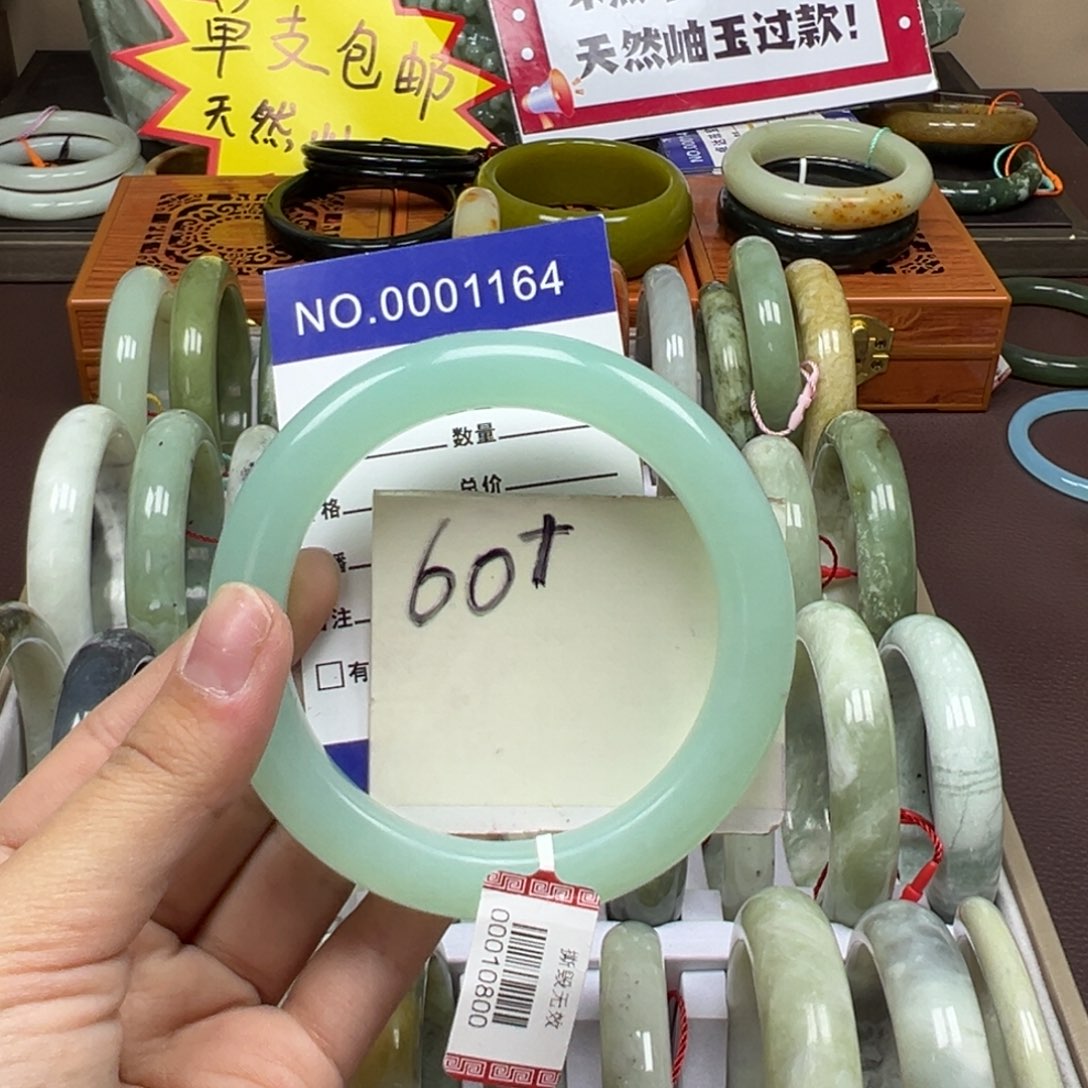 单支包邮
天然
天然岫玉过款!
NO.0001164
数量
总价
格
注
有
60+
00010800
撕毁无效